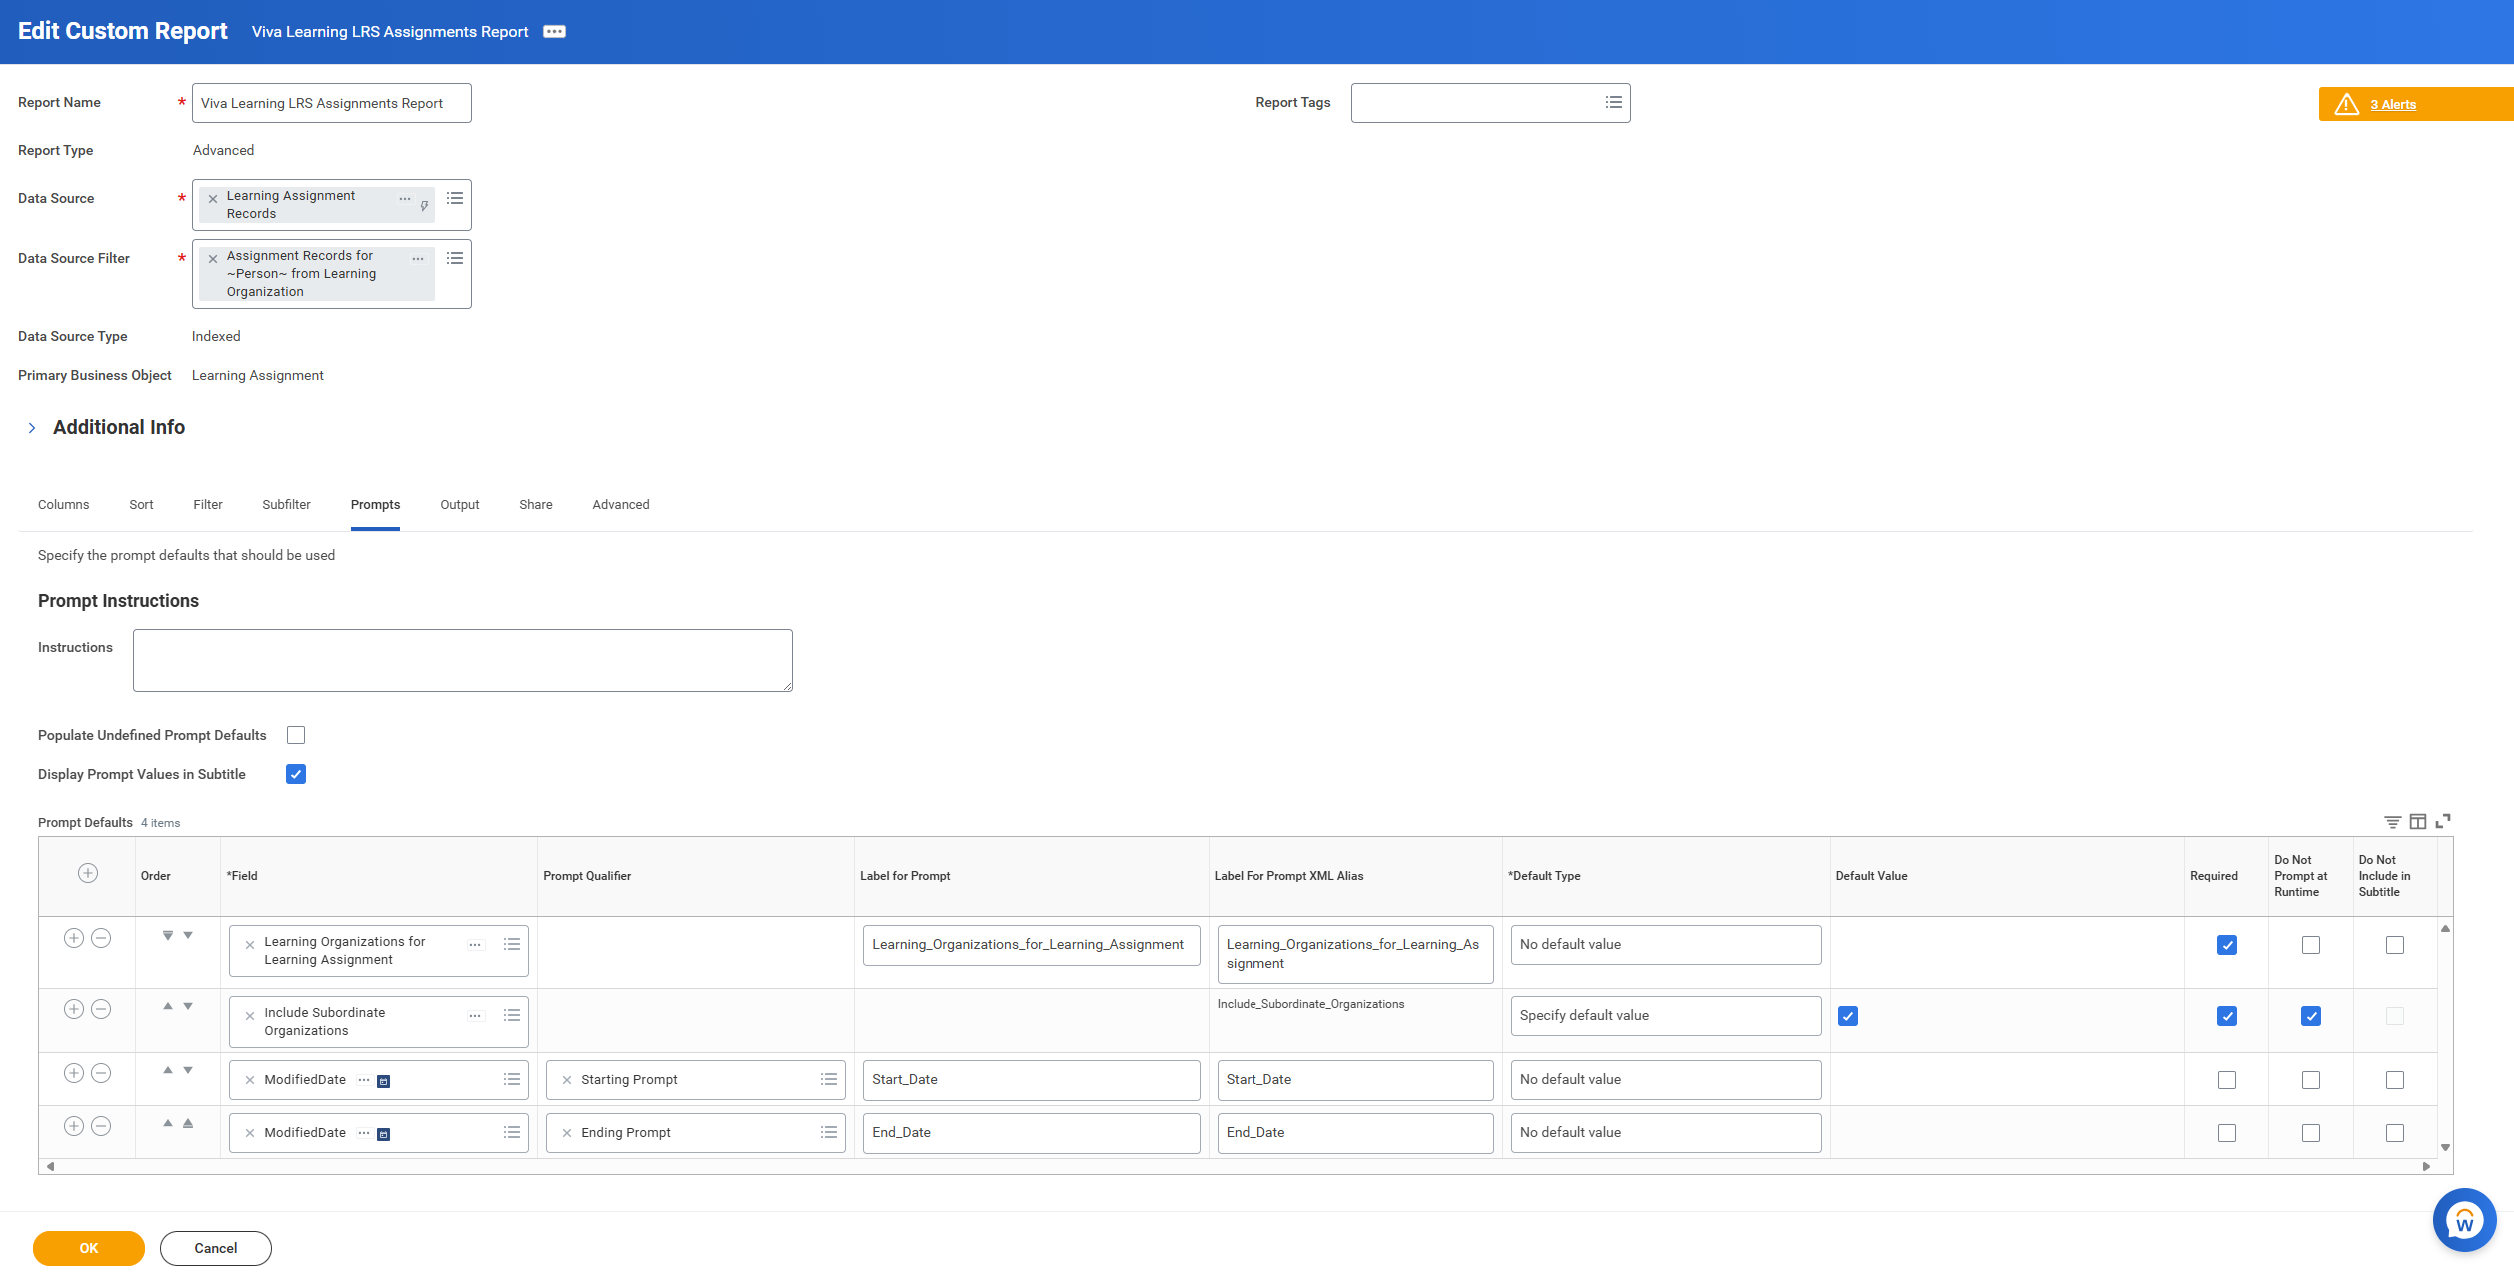 Edit Custom Report
Viva Learning LRS Assignments Report
Report Name
*
Viva Learning LRS Assignments Report
Report Tags
3 Alerts
Report Type
Advanced
Data Source
*
Learning Assignment
Records
Data Source Filter
*
Assignment Records for
~Person~ from Learning
Organization
Data Source Type
Indexed
Primary Business Object
Learning Assignment
Additional Info
Columns
Sort
Filter
Subfilter
Prompts
Output
Share
Advanced
Specify the prompt defaults that should be used
Prompt Instructions
Instructions
Populate Undefined Prompt Defaults
Display Prompt Values in Subtitle
Prompt Defaults 4 items
Order
*Field
Prompt Qualifier
Label for Prompt
Label For Prompt XML Alias
*Default Type
Default Value
Required
Do Not
Prompt at
Runtime
Do Not
Include in
Subtitle
Learning Organizations for
Learning Assignment
Learning_Organizations_for_Learning_Assignment
Learning_Organizations_for_Learning_As
signment
No default value
Include Subordinate
Organizations
Include_Subordinate_Organizations
Specify default value
ModifiedDate
Starting Prompt
Start_Date
Start_Date
No default value
ModifiedDate
Ending Prompt
End_Date
End_Date
No default value
OK
Cancel
W